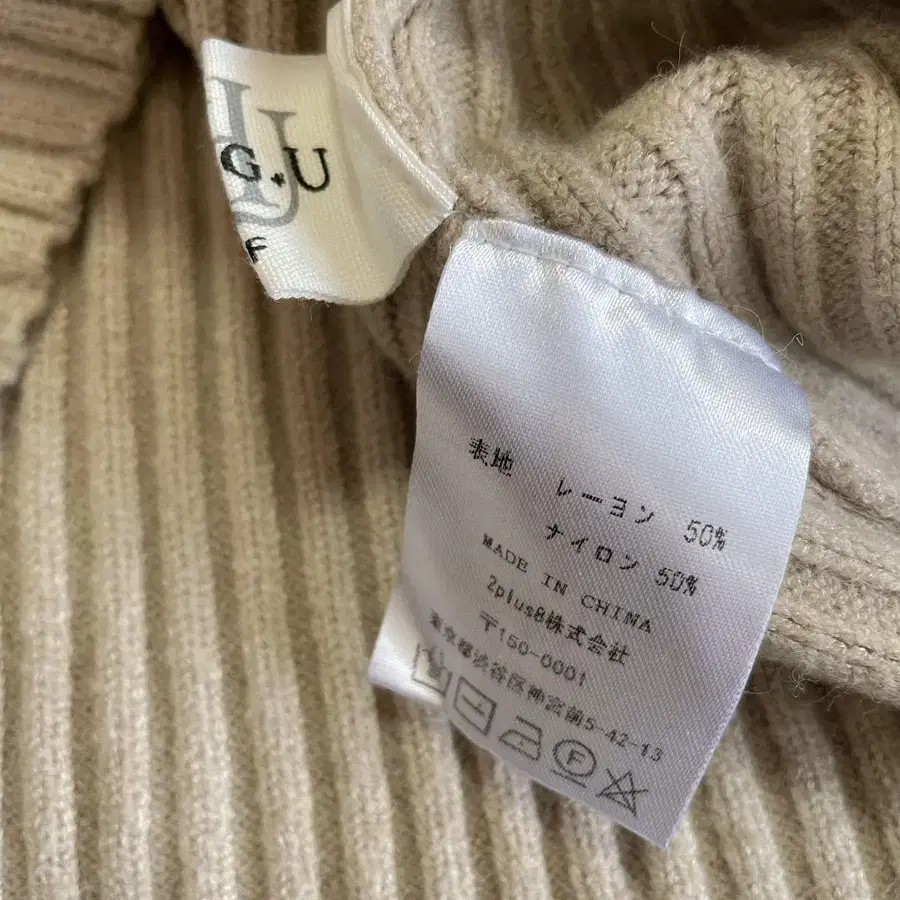 G.U
F
表地 レーヨン 50%
ナイロン 50%
MADE IN CHINA
2plus8株式会社
〒150-0001
東京都渋谷区神宮前5-42-13
F